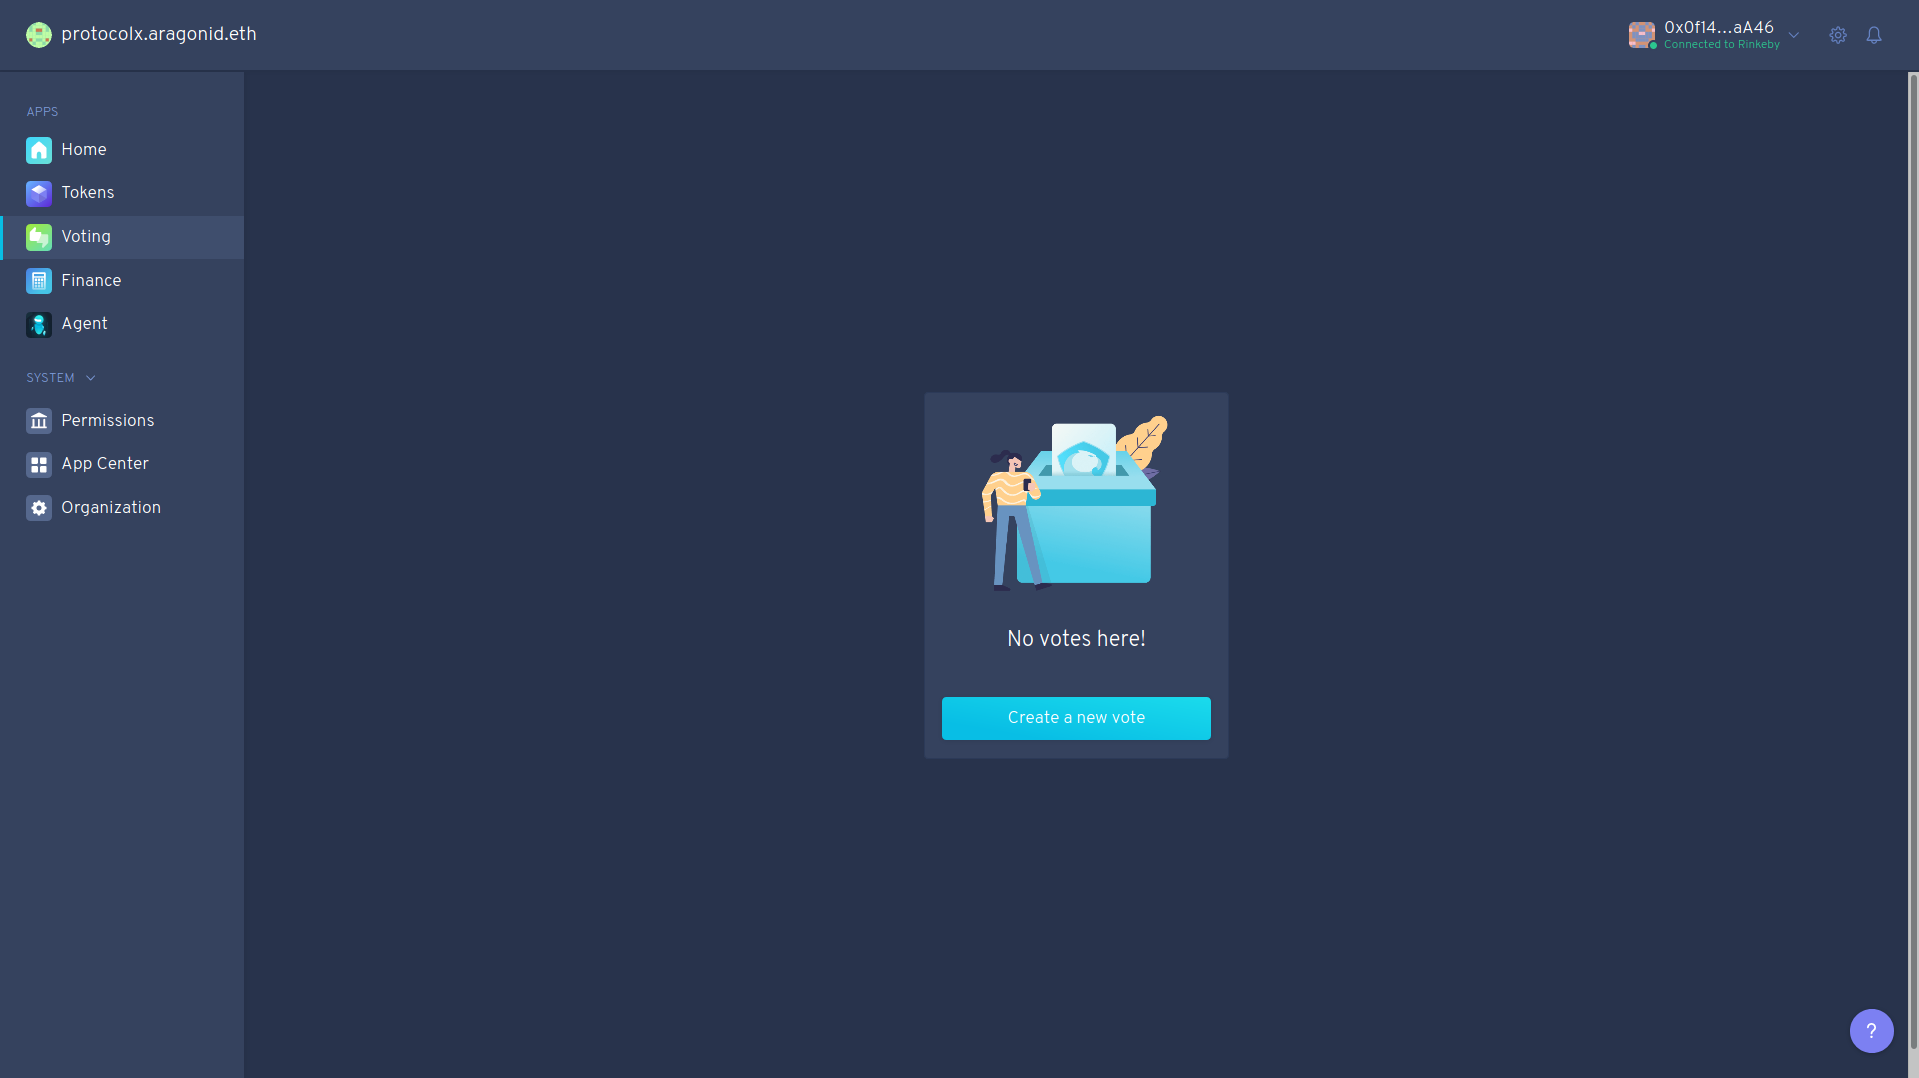 protocolx.aragonid.eth
0x0f14…aA46
Connected to Rinkeby
APPS
Home
Tokens
Voting
Finance
Agent
SYSTEM
Permissions
App Center
Organization
No votes here!
Create a new vote
?